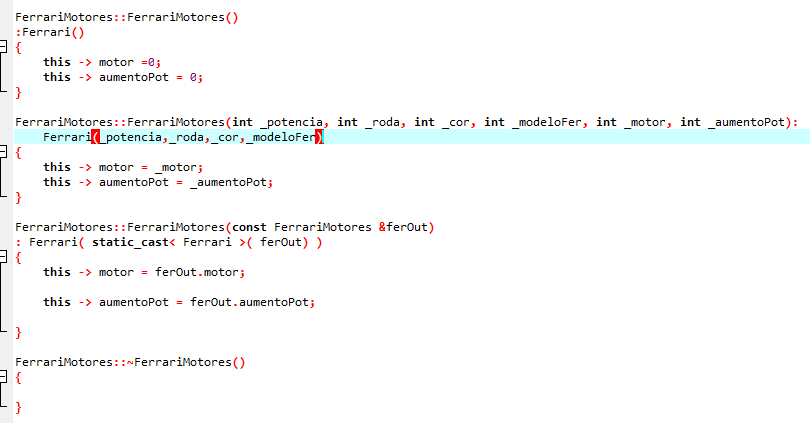 FerrariMotores::FerrariMotores()
:Ferrari()
{
this -> motor =0;
this -> aumentoPot = 0;
}
FerrariMotores::FerrariMotores(int _potencia, int _roda, int _cor, int _modeloFer, int _motor, int _aumentoPot):
Ferrari(_potencia,_roda,_cor,_modeloFer)
{
this -> motor = _motor;
this -> aumentoPot = _aumentoPot;
}
FerrariMotores::FerrariMotores(const FerrariMotores &ferOut)
: Ferrari( static_cast< Ferrari >( ferOut) )
{
this -> motor = ferOut.motor;
this -> aumentoPot = ferOut.aumentoPot;
}
FerrariMotores::~FerrariMotores()
{
}